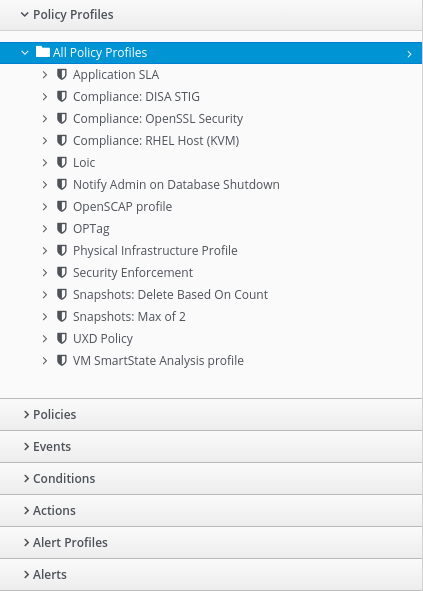 Policy Profiles
All Policy Profiles
Application SLA
Compliance: DISA STIG
Compliance: OpenSSL Security
Compliance: RHEL Host (KVM)
Loic
Notify Admin on Database Shutdown
OpenSCAP profile
OPTag
Physical Infrastructure Profile
Security Enforcement
Snapshots: Delete Based On Count
Snapshots: Max of 2
UXD Policy
VM SmartState Analysis profile
Policies
Events
Conditions
Actions
Alert Profiles
Alerts